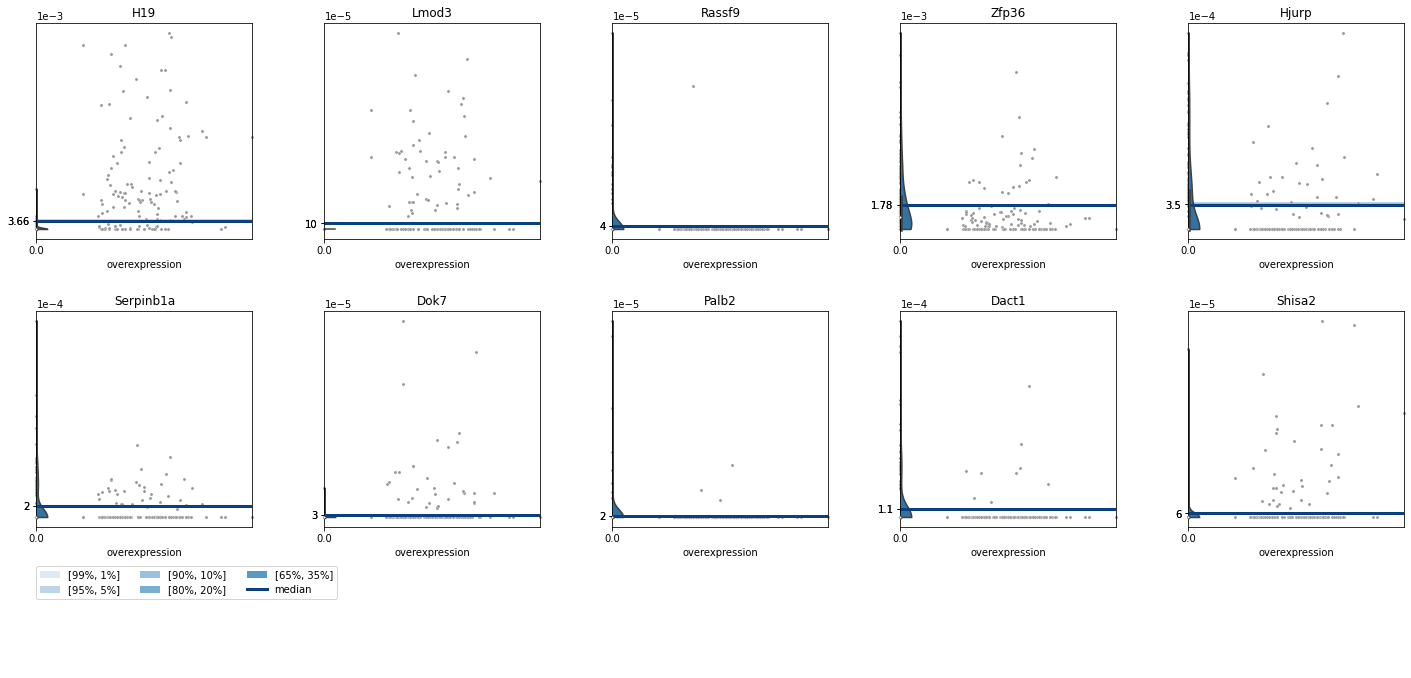 H19 Lmod3 Rassf9 Zfp36 Hjurp
1e−3 1e−5 1e−5 1e−3 1e−4
3.66 10 4 1.78 3.5
0.0 0.0 0.0 0.0 0.0
overexpression overexpression overexpression overexpression overexpression
Serpinb1a Dok7 Palb2 Dact1 Shisa2
1e−4 1e−5 1e−5 1e−4 1e−5
2 3 2 1.1 6
0.0 0.0 0.0 0.0 0.0
overexpression overexpression overexpression overexpression overexpression
[99%, 1%] [90%, 10%] [65%, 35%]
[95%, 5%] [80%, 20%] median